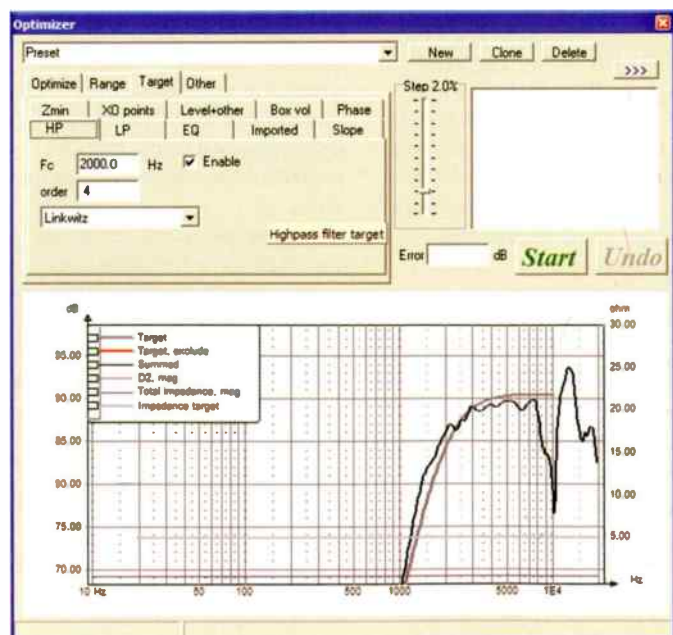 Optimizer
Preset
New Clone Delete
>>>
Optimize Range Target Other
Step 2.0%
Zmin XO points Level+other Box vol Phase
HP LP EQ Imported Slope
Fc 2000.0 Hz Enable
order 4
Linkwitz
Highpass filter target
Error dB Start Undo
dB ohm
30.00
Target
Target, exclude
Summed
D2, mag
Total impedance, mag
Impedance target
95.00 25.00
90.00 20.00
85.00 15.00
80.00 10.00
75.00 5.00
70.00
Hz
10 Hz 50 100 500 1000 5000 1E4